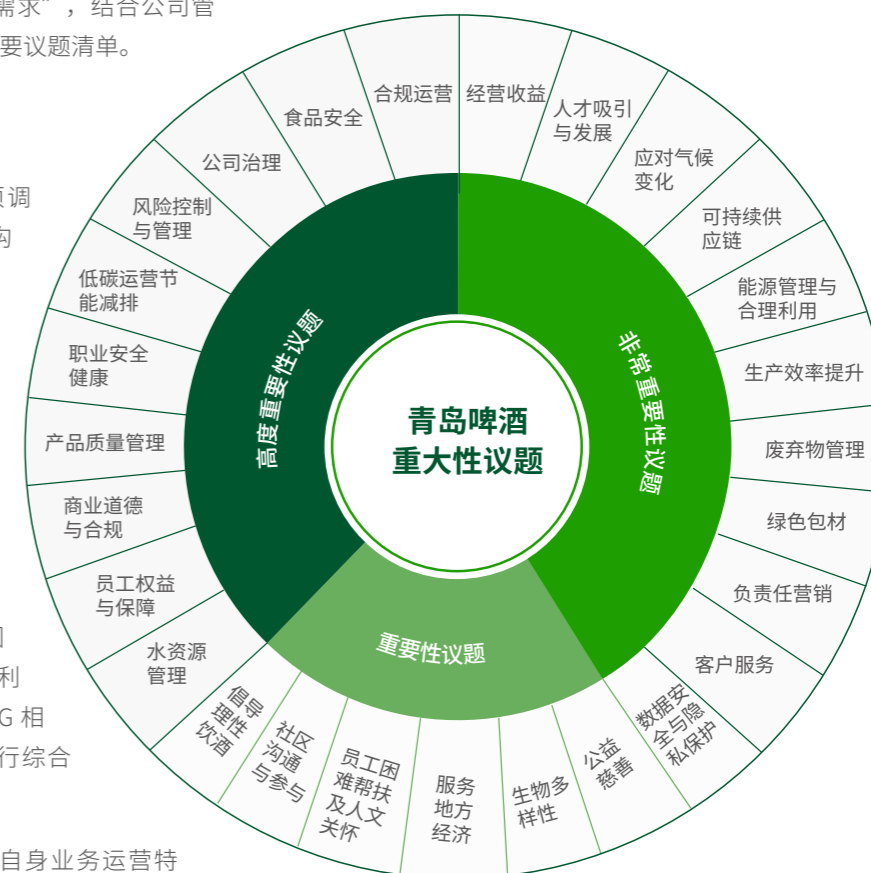 需求”，结合公司管
要议题清单。
调
自身业务运营特
利
G 相
行综合
青岛啤酒
重大性议题
高度重要性议题
非常重要性议题
重要性议题
经营收益
人才吸引
与发展
应对气候
变化
可持续供
应链
能源管理与
合理利用
生产效率提升
废弃物管理
绿色包材
负责任营销
客户服务
数据安
全与隐
私保护
公益
慈善
生物多
样性
服务
地方
经济
员工困
难帮扶
及人文
关怀
社区
沟通
与参与
倡导
理性
饮酒
水资源
管理
员工权益
与保障
商业道德
与合规
产品质量管理
职业安全
健康
低碳运营节
能减排
风险控制
与管理
公司治理
食品安全
合规运营